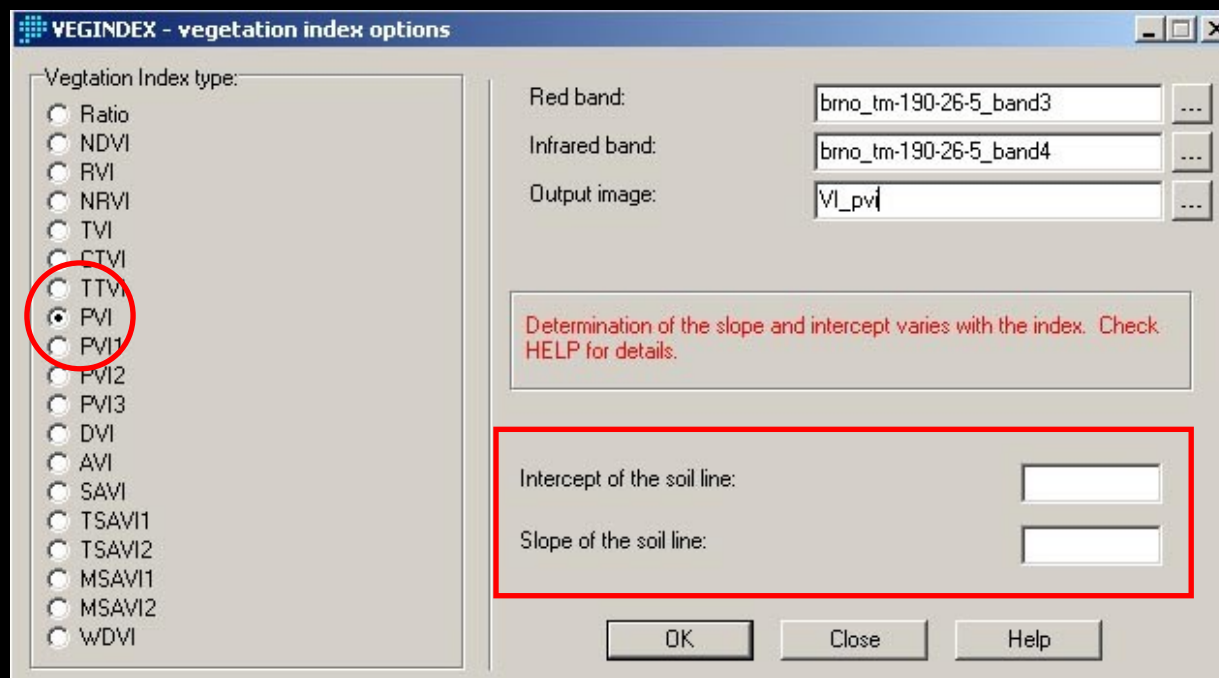 VEGINDEX - vegetation index options
Vegtation Index type:
Ratio
NDVI
RVI
NRVI
TVI
CTVI
TTVI
PVI
PVI1
PVI2
PVI3
DVI
AVI
SAVI
TSAVI1
TSAVI2
MSAVI1
MSAVI2
WDVI
Red band:
brno_tm-190-26-5_band3
...
Infrared band:
brno_tm-190-26-5_band4
...
Output image:
VI_pvi
...
Determination of the slope and intercept varies with the index. Check
HELP for details.
Intercept of the soil line:
Slope of the soil line:
OK
Close
Help